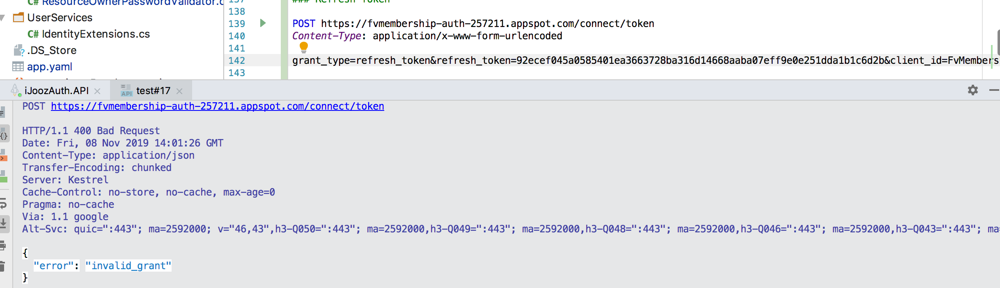 C# ResourceOwnerPasswordValidator.c
UserServices
C# IdentityExtensions.cs
.DS_Store
app.yaml
137 ### Refresh Token
138
139 POST https://fvmembership-auth-257211.appspot.com/connect/token
140 Content-Type: application/x-www-form-urlencoded
141
142 grant_type=refresh_token&refresh_token=92ecef045a0585401ea3663728ba316d14668aaba07eff9e0e251dda1b1c6d2b&client_id=FvMembers
143
iJoozAuth.API
API test#17
POST https://fvmembership-auth-257211.appspot.com/connect/token
HTTP/1.1 400 Bad Request
Date: Fri, 08 Nov 2019 14:01:26 GMT
Content-Type: application/json
Transfer-Encoding: chunked
Server: Kestrel
Cache-Control: no-store, no-cache, max-age=0
Pragma: no-cache
Via: 1.1 google
Alt-Svc: quic=":443"; ma=2592000; v="46,43",h3-Q050=":443"; ma=2592000,h3-Q049=":443"; ma=2592000,h3-Q048=":443"; ma=2592000,h3-Q046=":443"; ma=2592000,h3-Q043=":443"; ma=
{
"error": "invalid_grant"
}